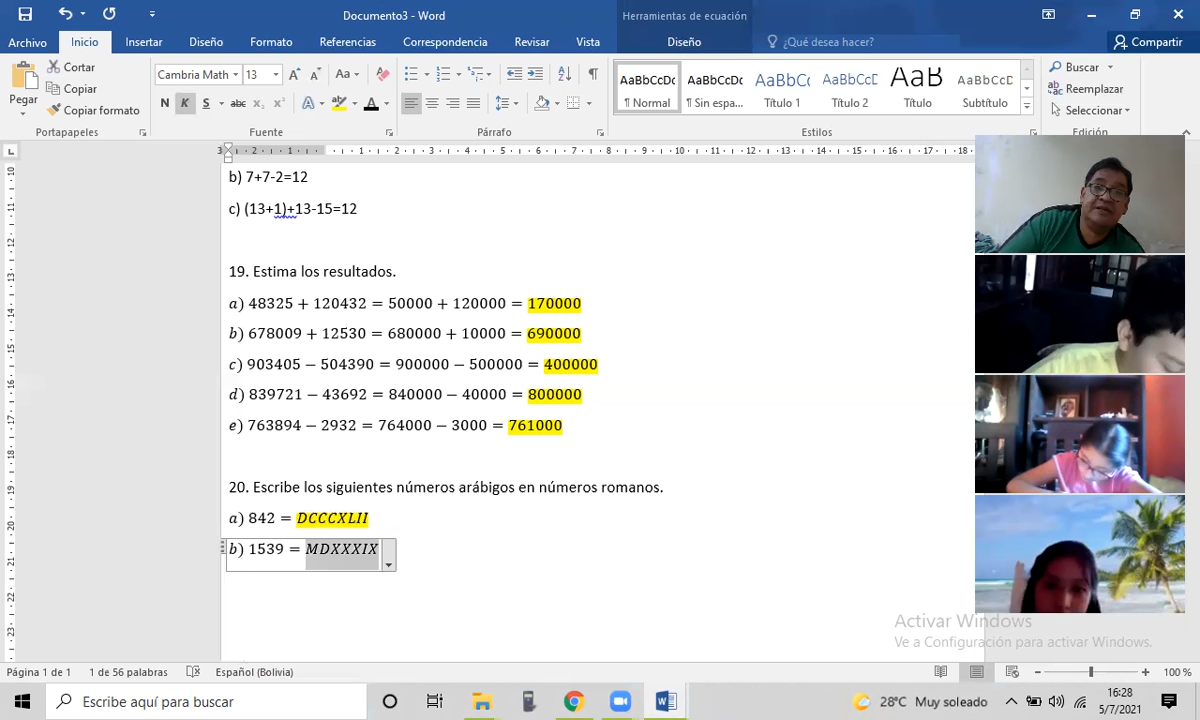 Documento3 - Word
Herramientas de ecuación
Archivo Inicio Insertar Diseño Formato Referencias Correspondencia Revisar Vista Diseño ¿Qué desea hacer? Compartir
Pegar
Cortar
Copiar
Copiar formato
Portapapeles
Cambria Math 13
N K S abc x₁ x²
Fuente
Párrafo
AaBbCcDc AaBbCcDc AaBbC AaBbCcD AaB AaBbCcD
¶ Normal ¶ Sin espa... Título 1 Título 2 Título Subtítulo
Estilos
Buscar
Reemplazar
Seleccionar
Edición
b) 7+7-2=12
c) (13+1)+13-15=12
19. Estima los resultados.
a) 48325 + 120432 = 50000 + 120000 = 170000
b) 678009 + 12530 = 680000 + 10000 = 690000
c) 903405 − 504390 = 900000 − 500000 = 400000
d) 839721 − 43692 = 840000 − 40000 = 800000
e) 763894 − 2932 = 764000 − 3000 = 761000
20. Escribe los siguientes números arábigos en números romanos.
a) 842 = DCCCXLII
b) 1539 = MDXXXIX
Activar Windows
Ve a Configuración para activar Windows.
Página 1 de 1 1 de 56 palabras Español (Bolivia) 100 %
Escribe aquí para buscar
28°C Muy soleado
16:28
5/7/2021